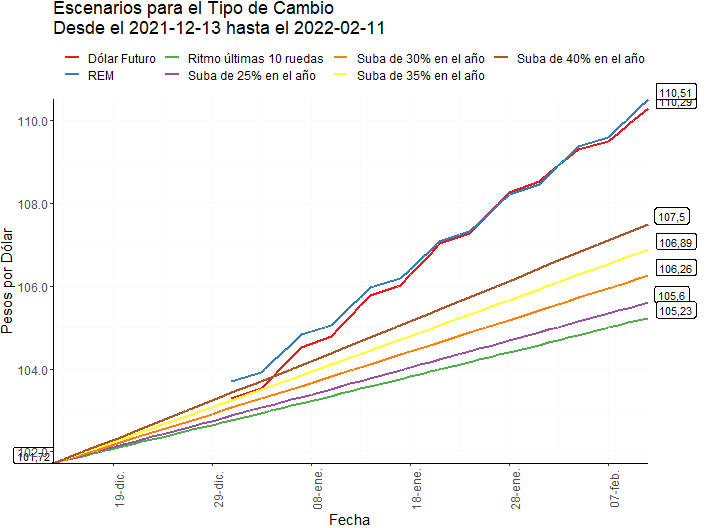 Escenarios para el Tipo de Cambio
Desde el 2021-12-13 hasta el 2022-02-11
Dólar Futuro
REM
Ritmo últimas 10 ruedas
Suba de 25% en el año
Suba de 30% en el año
Suba de 35% en el año
Suba de 40% en el año
Pesos por Dólar
110.0
108.0
106.0
104.0
102.0
101,72
110,51
110,29
107,5
106,89
106,26
105,6
105,23
19-dic.
29-dic.
08-ene.
18-ene.
28-ene.
07-feb.
Fecha